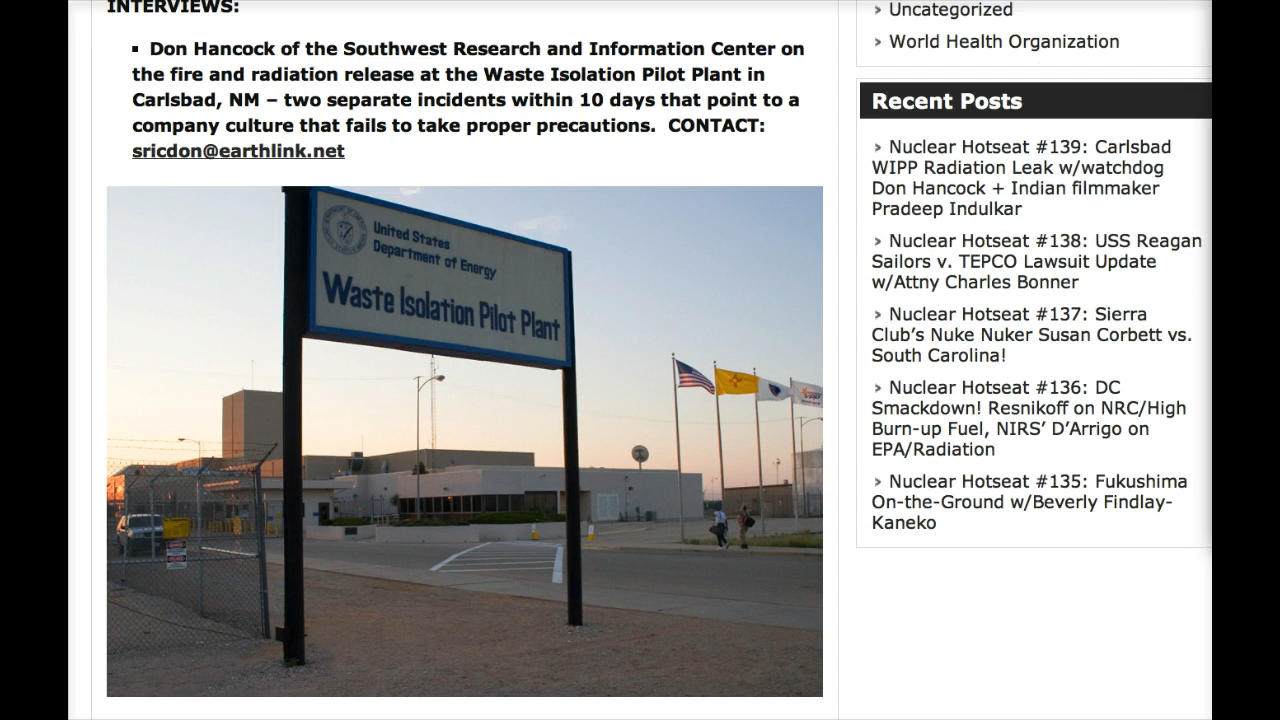 INTERVIEWS:
▪ Don Hancock of the Southwest Research and Information Center on
the fire and radiation release at the Waste Isolation Pilot Plant in
Carlsbad, NM – two separate incidents within 10 days that point to a
company culture that fails to take proper precautions.  CONTACT:
sricdon@earthlink.net
United States
Department of Energy
Waste Isolation Pilot Plant
› Uncategorized
› World Health Organization
Recent Posts
› Nuclear Hotseat #139: Carlsbad
WIPP Radiation Leak w/watchdog
Don Hancock + Indian filmmaker
Pradeep Indulkar
› Nuclear Hotseat #138: USS Reagan
Sailors v. TEPCO Lawsuit Update
w/Attny Charles Bonner
› Nuclear Hotseat #137: Sierra
Club’s Nuke Nuker Susan Corbett vs.
South Carolina!
› Nuclear Hotseat #136: DC
Smackdown! Resnikoff on NRC/High
Burn-up Fuel, NIRS’ D’Arrigo on
EPA/Radiation
› Nuclear Hotseat #135: Fukushima
On-the-Ground w/Beverly Findlay-
Kaneko